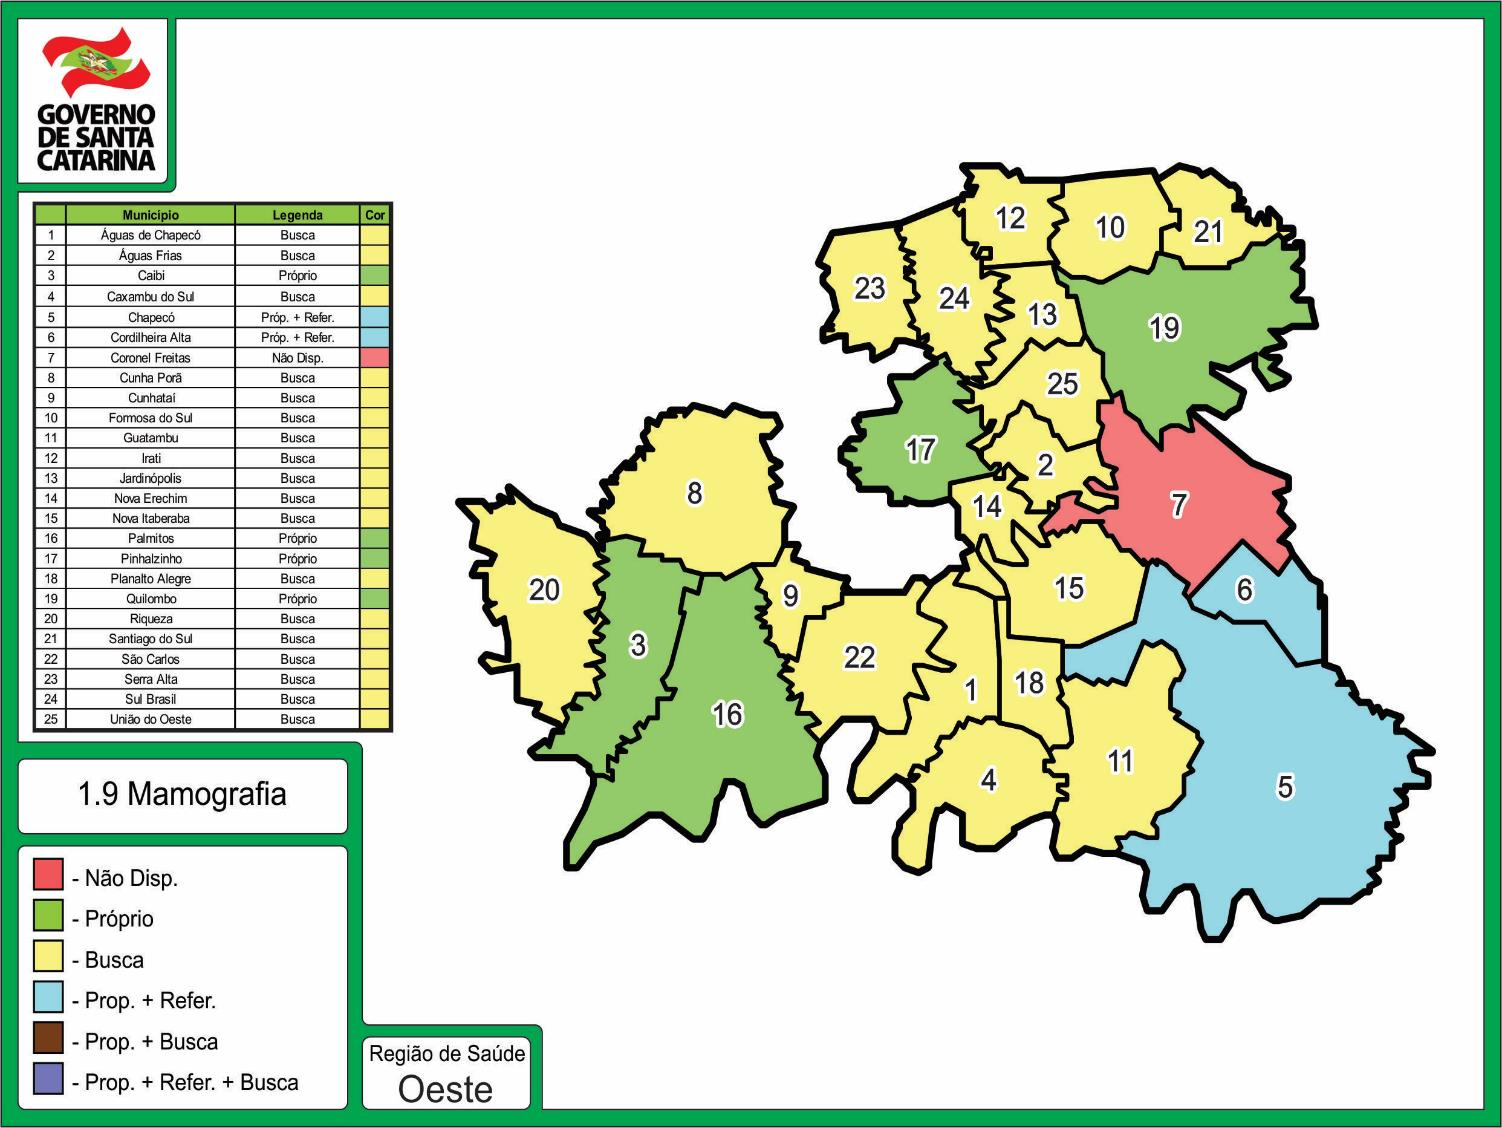 GOVERNO
DE SANTA
CATARINA
Município Legenda Cor
1 Águas de Chapecó Busca
2 Águas Frias Busca
3 Caibi Próprio
4 Caxambu do Sul Busca
5 Chapecó Próp. + Refer.
6 Cordilheira Alta Próp. + Refer.
7 Coronel Freitas Não Disp.
8 Cunha Porã Busca
9 Cunhataí Busca
10 Formosa do Sul Busca
11 Guatambu Busca
12 Irati Busca
13 Jardinópolis Busca
14 Nova Erechim Busca
15 Nova Itaberaba Busca
16 Palmitos Próprio
17 Pinhalzinho Próprio
18 Planalto Alegre Busca
19 Quilombo Próprio
20 Riqueza Busca
21 Santiago do Sul Busca
22 São Carlos Busca
23 Serra Alta Busca
24 Sul Brasil Busca
25 União do Oeste Busca
12
10
21
23
24
13
19
25
17
2
8
14
7
20
9
15
6
3
22
1
18
16
11
4
5
1.9 Mamografia
- Não Disp.
- Próprio
- Busca
- Prop. + Refer.
- Prop. + Busca
- Prop. + Refer. + Busca
Região de Saúde
Oeste